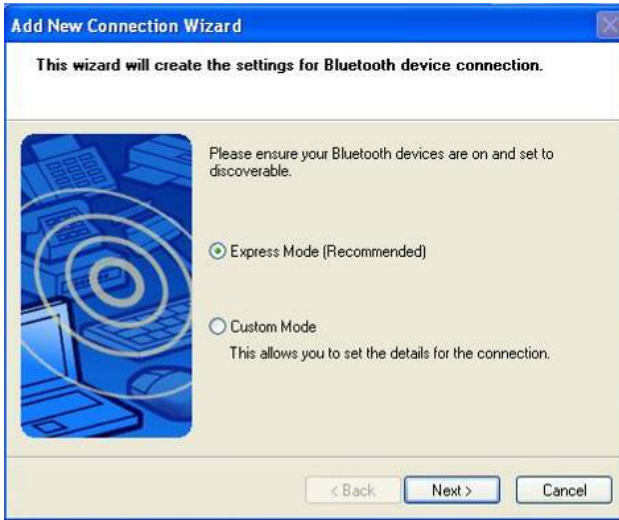 Add New Connection Wizard
This wizard will create the settings for Bluetooth device connection.
Please ensure your Bluetooth devices are on and set to
discoverable.
Express Mode (Recommended)
Custom Mode
This allows you to set the details for the connection.
< Back
Next >
Cancel